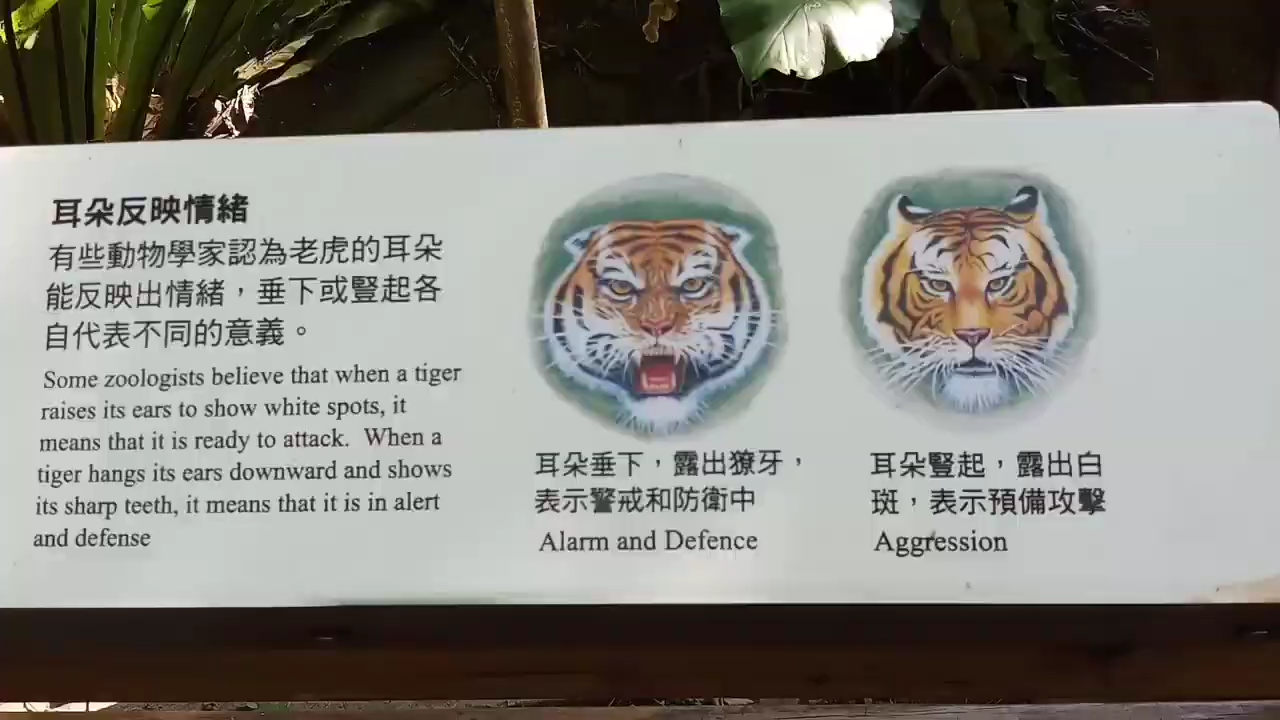 耳朵反映情緒
有些動物學家認為老虎的耳朵
能反映出情緒，垂下或豎起各
自代表不同的意義。
Some zoologists believe that when a tiger
raises its ears to show white spots, it
means that it is ready to attack. When a
tiger hangs its ears downward and shows
its sharp teeth, it means that it is in alert
and defense
耳朵垂下，露出獠牙，
表示警戒和防衛中
Alarm and Defence
耳朵豎起，露出白
斑，表示預備攻擊
Aggression